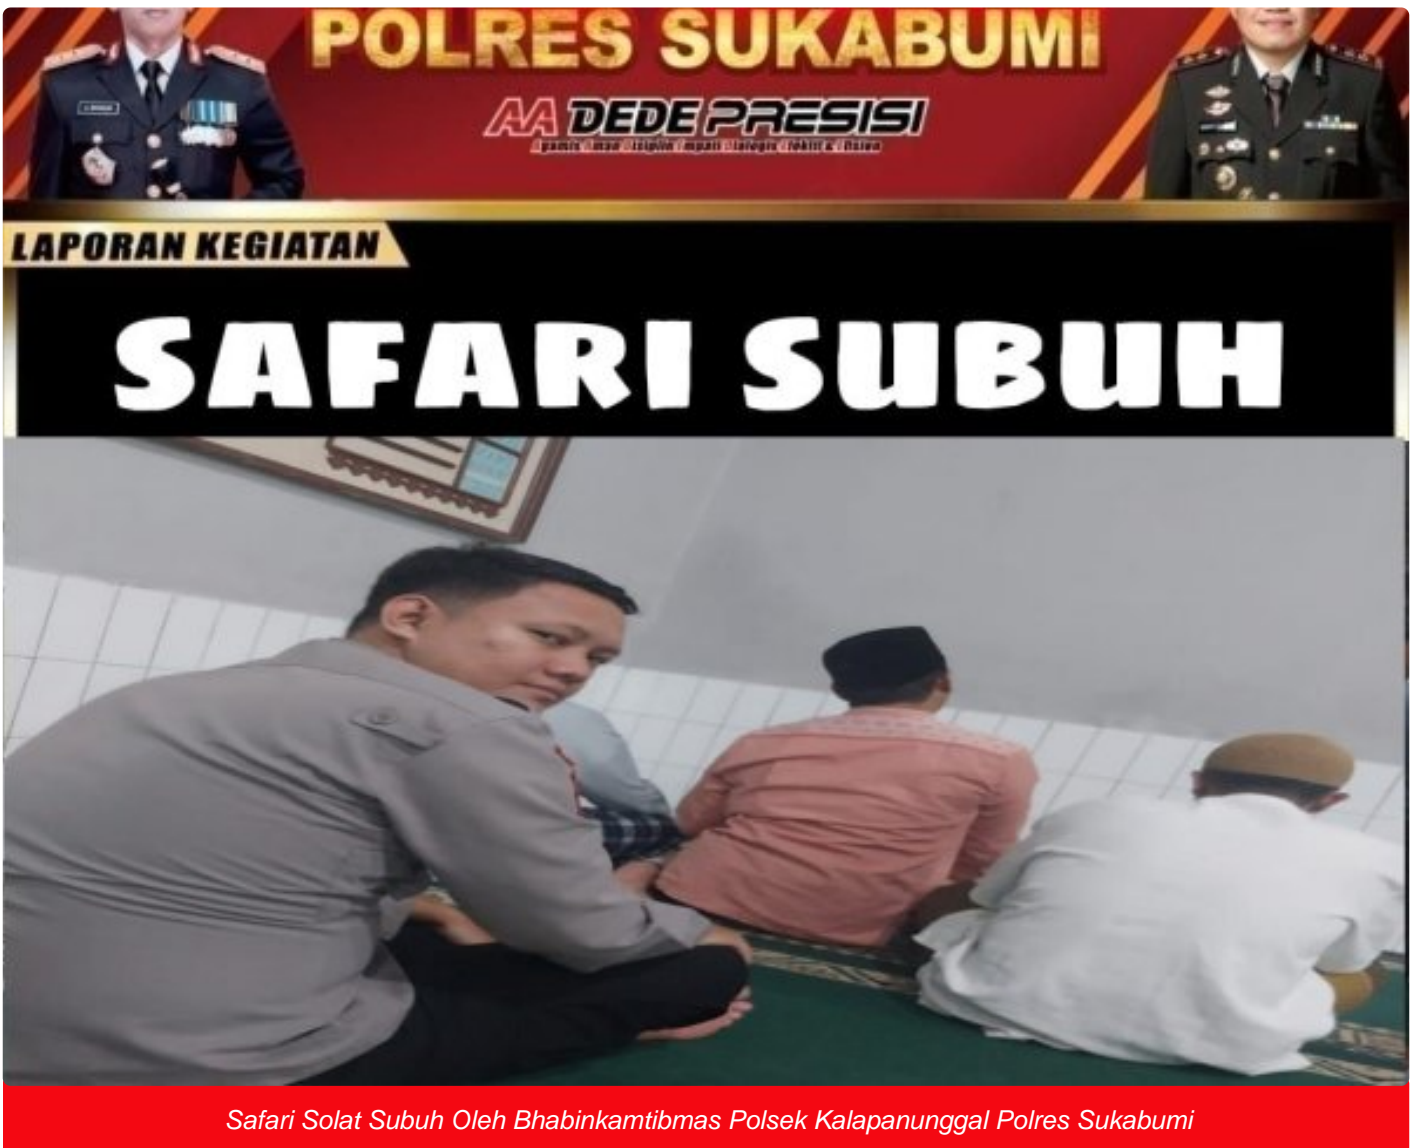 POLRES SUKABUMI
AA DEDE PRESISI
LAPORAN KEGIATAN
SAFARI SUBUH
Safari Solat Subuh Oleh Bhabinkamtibmas Polsek Kalapanunggal Polres Sukabumi